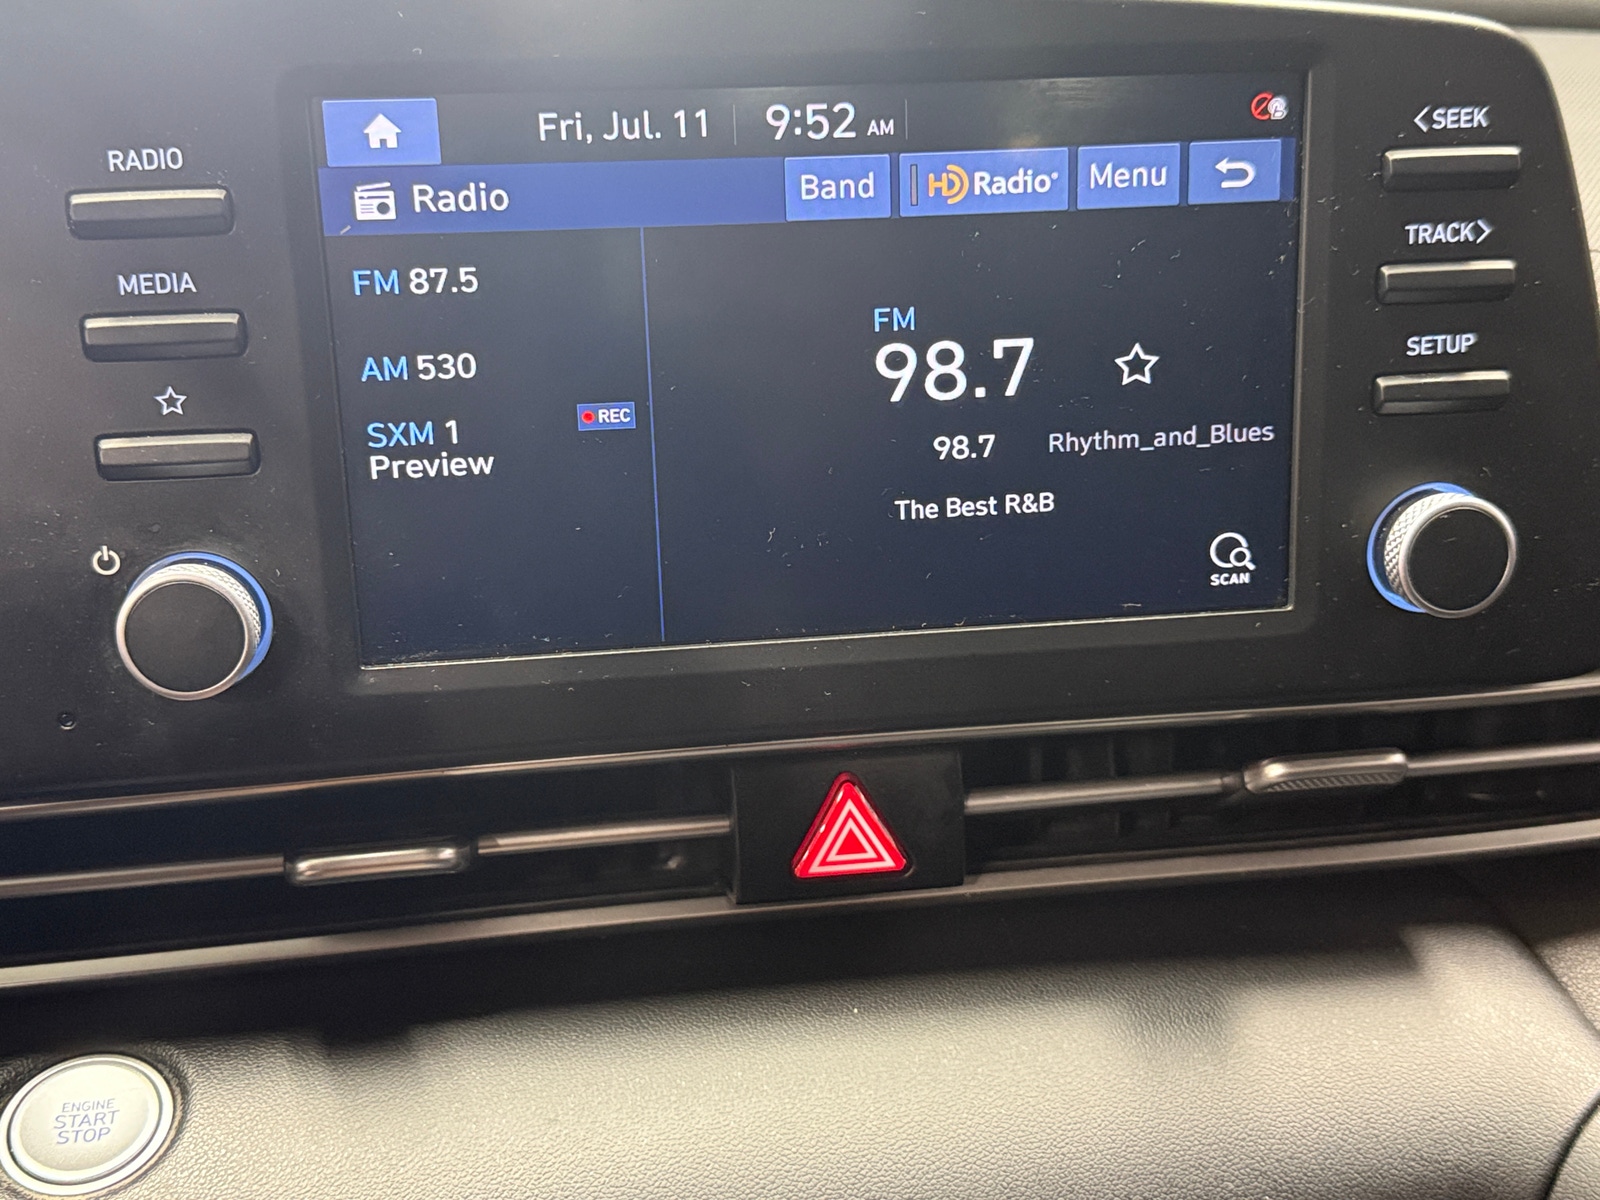 Fri, Jul. 11 9:52 AM
Radio Band HD Radio® Menu
FM 87.5
AM 530
SXM 1 REC
Preview
FM
98.7
98.7 Rhythm_and_Blues
The Best R&B
SCAN
RADIO
MEDIA
<SEEK
TRACK>
SETUP
ENGINE
START
STOP